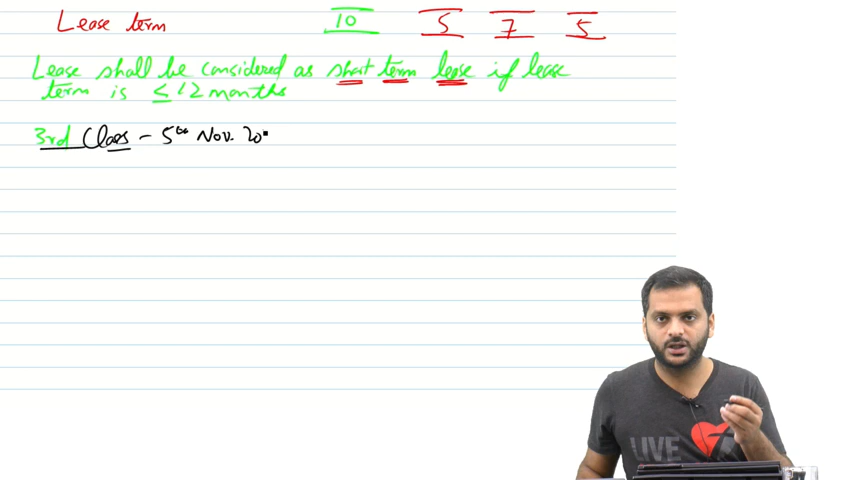 Lease term 10 5 7 5
Lease shall be considered as short term lease if lease
term is ≤ 12 months
3rd Class - 5th Nov. 20
LIVE